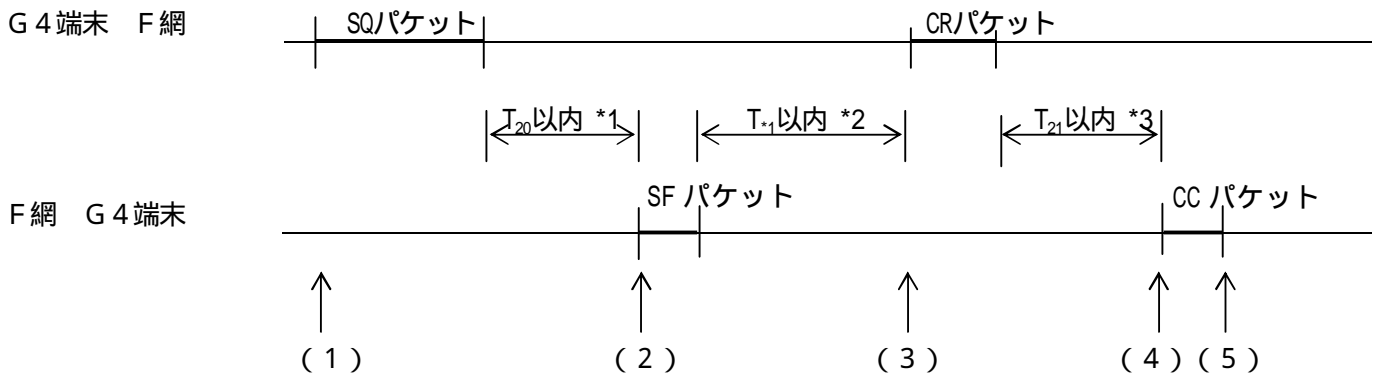 G4端末 F網
SQパケット
CRパケット
T20以内 *1
T*1以内 *2
T21以内 *3
SF パケット
CC パケット
F網 G4端末
(1)
(2)
(3)
(4)
(5)